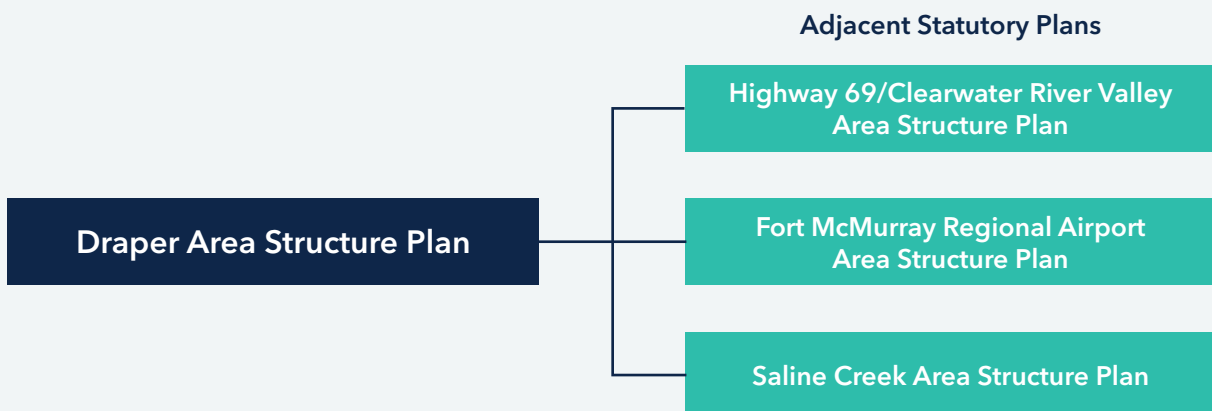 Adjacent Statutory Plans
Highway 69/Clearwater River Valley
Area Structure Plan
Draper Area Structure Plan
Fort McMurray Regional Airport
Area Structure Plan
Saline Creek Area Structure Plan